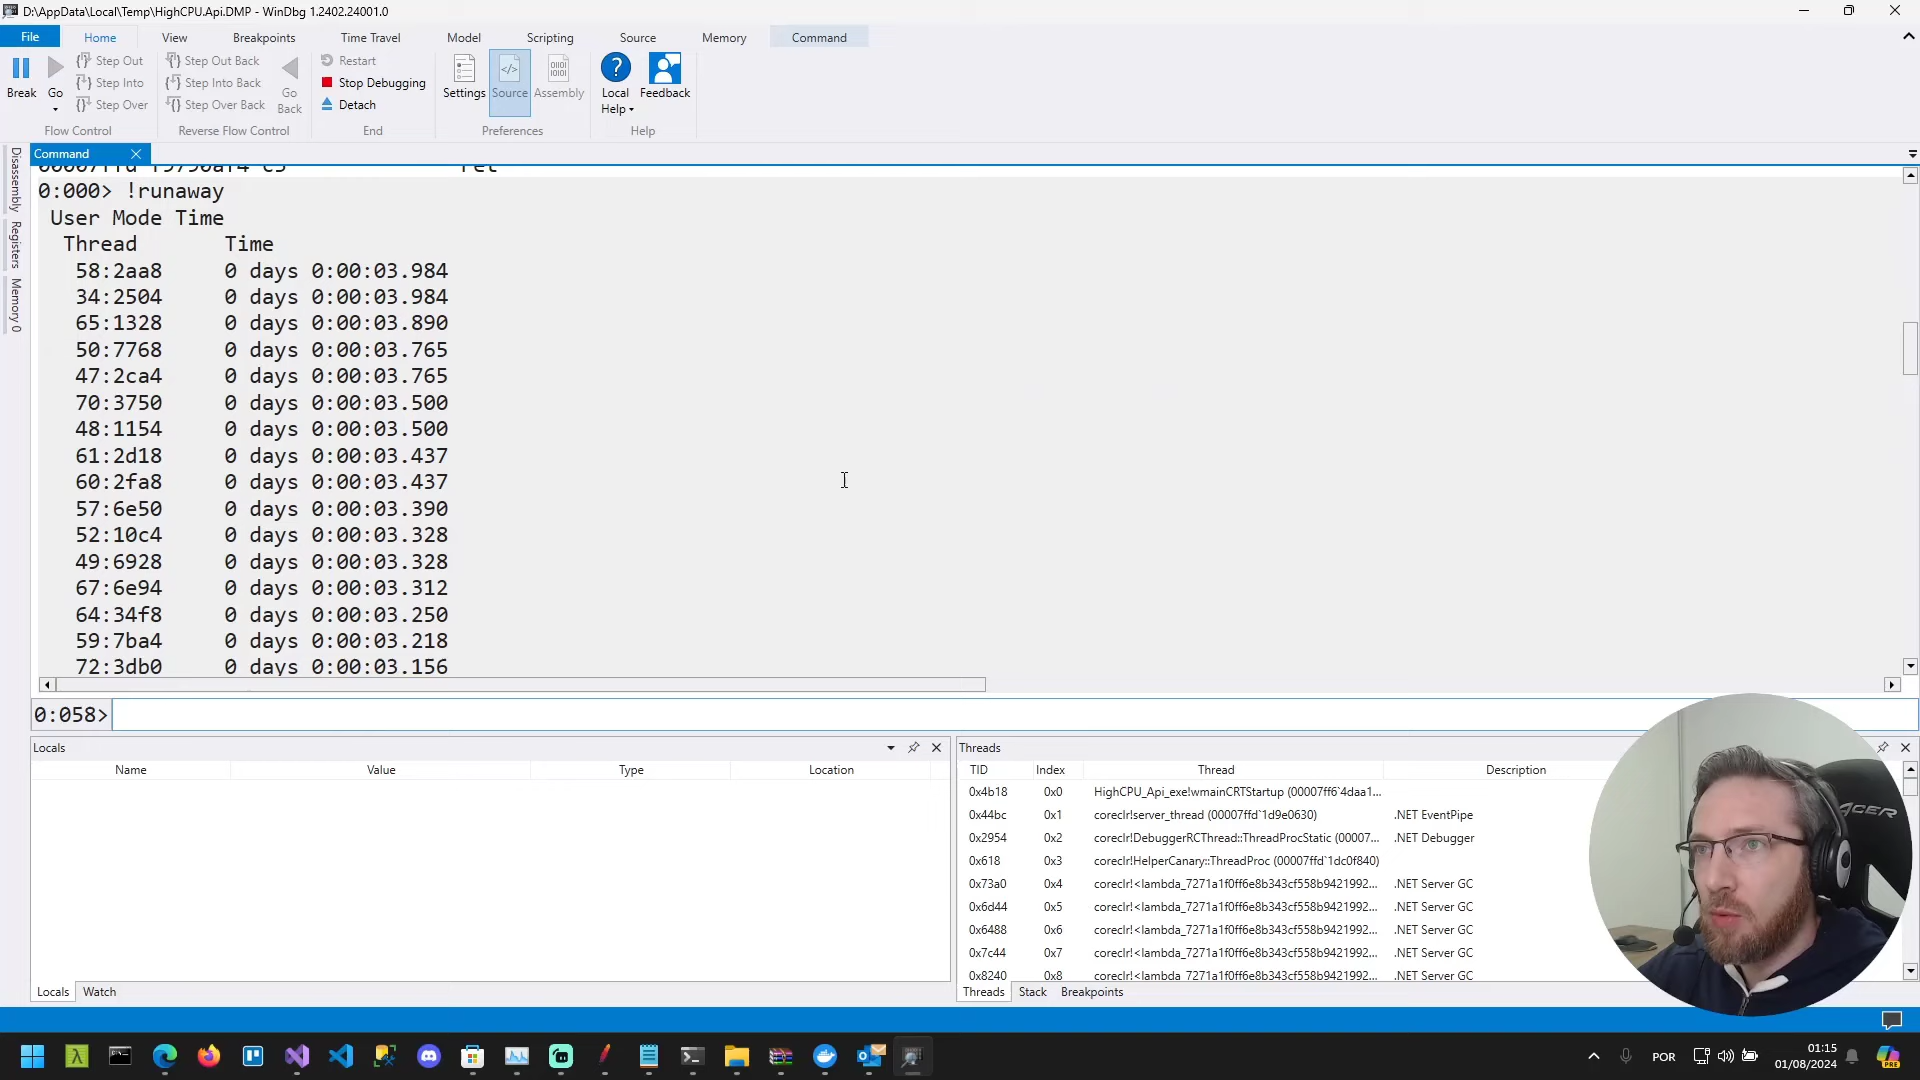 D:\AppData\Local\Temp\HighCPU.Api.DMP - WinDbg 1.2402.24001.0
File Home View Breakpoints Time Travel Model Scripting Source Memory Command
Break
Go
Step Out
Step Into
Step Over
Flow Control
Step Out Back
Step Into Back
Step Over Back
Go Back
Reverse Flow Control
Restart
Stop Debugging
Detach
End
Settings
Source
Assembly
Preferences
Local Help
Feedback
Help
Disassembly
Registers
Memory 0
Command
0:000> !runaway
User Mode Time
Thread Time
58:2aa8 0 days 0:00:03.984
34:2504 0 days 0:00:03.984
65:1328 0 days 0:00:03.890
50:7768 0 days 0:00:03.765
47:2ca4 0 days 0:00:03.765
70:3750 0 days 0:00:03.500
48:1154 0 days 0:00:03.500
61:2d18 0 days 0:00:03.437
60:2fa8 0 days 0:00:03.437
57:6e50 0 days 0:00:03.390
52:10c4 0 days 0:00:03.328
49:6928 0 days 0:00:03.328
67:6e94 0 days 0:00:03.312
64:34f8 0 days 0:00:03.250
59:7ba4 0 days 0:00:03.218
72:3db0 0 days 0:00:03.156
0:058>
Locals
Name Value Type Location
Locals Watch
Threads
TID Index Thread Description
0x4b18 0x0 HighCPU_Api_exe!wmainCRTStartup (00007ff6`4daa1...
0x44bc 0x1 coreclr!server_thread (00007ffd`1d9e0630) .NET EventPipe
0x2954 0x2 coreclr!DebuggerRCThread::ThreadProcStatic (00007... .NET Debugger
0x618 0x3 coreclr!HelperCanary::ThreadProc (00007ffd`1dc0f840)
0x73a0 0x4 coreclr!<lambda_7271a1f0ff6e8b343cf558b9421992... .NET Server GC
0x6d44 0x5 coreclr!<lambda_7271a1f0ff6e8b343cf558b9421992... .NET Server GC
0x6488 0x6 coreclr!<lambda_7271a1f0ff6e8b343cf558b9421992... .NET Server GC
0x7c44 0x7 coreclr!<lambda_7271a1f0ff6e8b343cf558b9421992... .NET Server GC
0x8240 0x8 coreclr!<lambda_7271a1f0ff6e8b343cf558b9421992... .NET Server GC
Threads Stack Breakpoints
acer
POR
01:15
01/08/2024
PRE